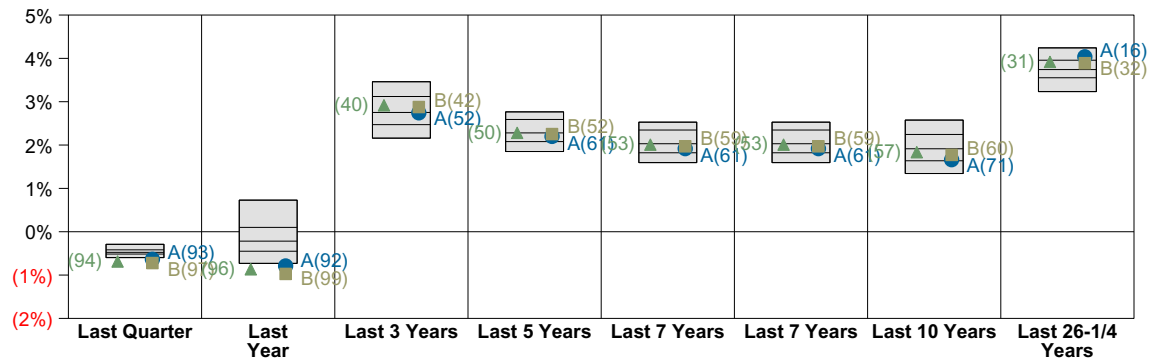 5%
4%
3%
2%
1%
0%
(1%)
(2%)
Last Quarter
Last
Year
Last 3 Years
Last 5 Years
Last 7 Years
Last 7 Years
Last 10 Years
Last 26-1/4
Years
(94)
A(93)
B(97)
(96)
A(92)
B(99)
(40)
B(42)
A(52)
(50)
B(52)
A(61)
(53)
B(59)
A(61)
(53)
B(59)
A(61)
(57)
B(60)
A(71)
(31)
A(16)
B(32)